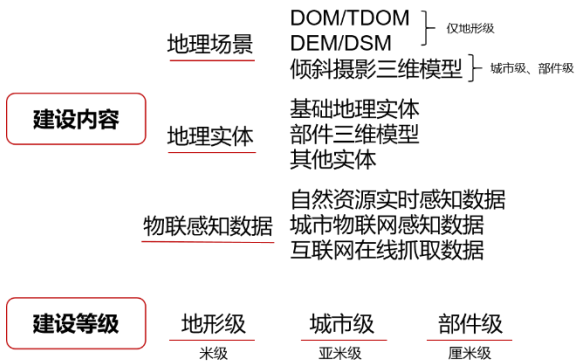 建设内容
地理场景
DOM/TDOM
DEM/DSM
仅地形级
倾斜摄影三维模型
城市级、部件级
地理实体
基础地理实体
部件三维模型
其他实体
物联感知数据
自然资源实时感知数据
城市物联网感知数据
互联网在线抓取数据
建设等级
地形级
城市级
部件级
米级
亚米级
厘米级